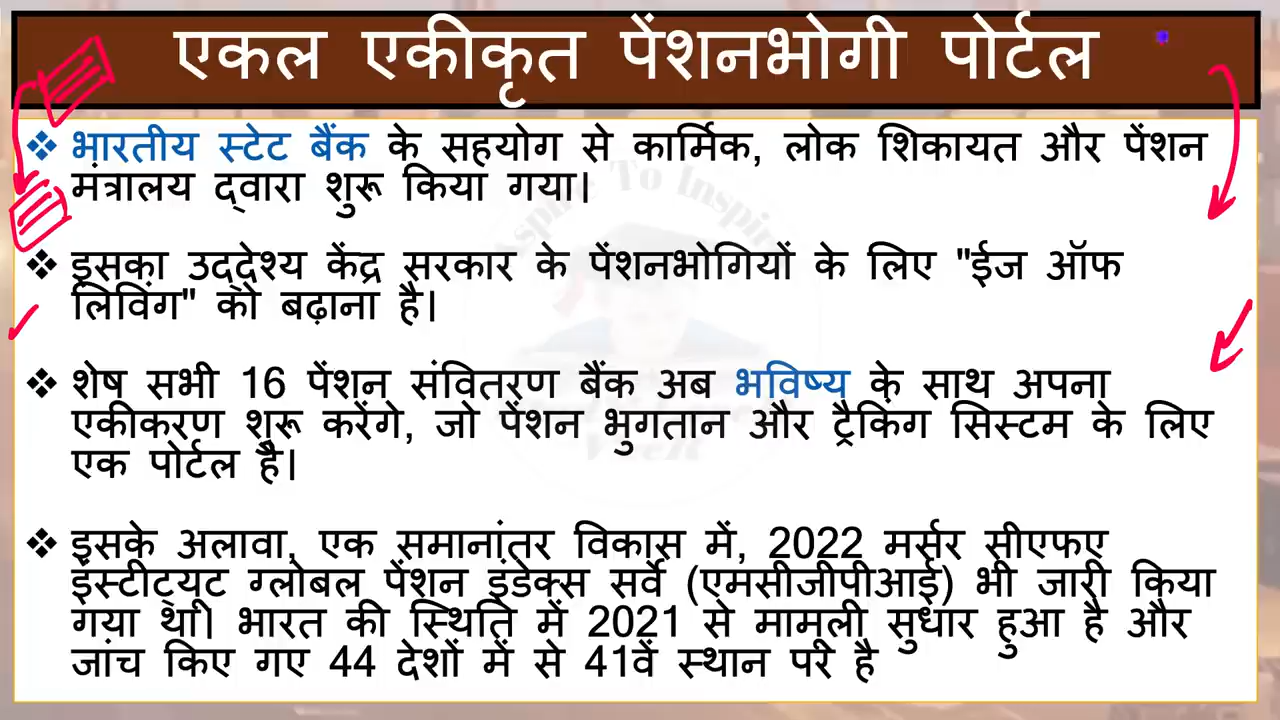 एकल एकीकृत पेंशनभोगी पोर्टल
❖ भारतीय स्टेट बैंक के सहयोग से कार्मिक, लोक शिकायत और पेंशन
मंत्रालय द्वारा शुरू किया गया।
❖ इसका उद्देश्य केंद्र सरकार के पेंशनभोगियों के लिए "ईज ऑफ
लिविंग" को बढ़ाना है।
❖ शेष सभी 16 पेंशन संवितरण बैंक अब भविष्य के साथ अपना
एकीकरण शुरू करेंगे, जो पेंशन भुगतान और ट्रैकिंग सिस्टम के लिए
एक पोर्टल है।
❖ इसके अलावा, एक समानांतर विकास में, 2022 मर्सर सीएफए
इंस्टीट्यूट ग्लोबल पेंशन इंडेक्स सर्वे (एमसीजीपीआई) भी जारी किया
गया था। भारत की स्थिति में 2021 से मामूली सुधार हुआ है और
जांच किए गए 44 देशों में से 41वें स्थान पर है